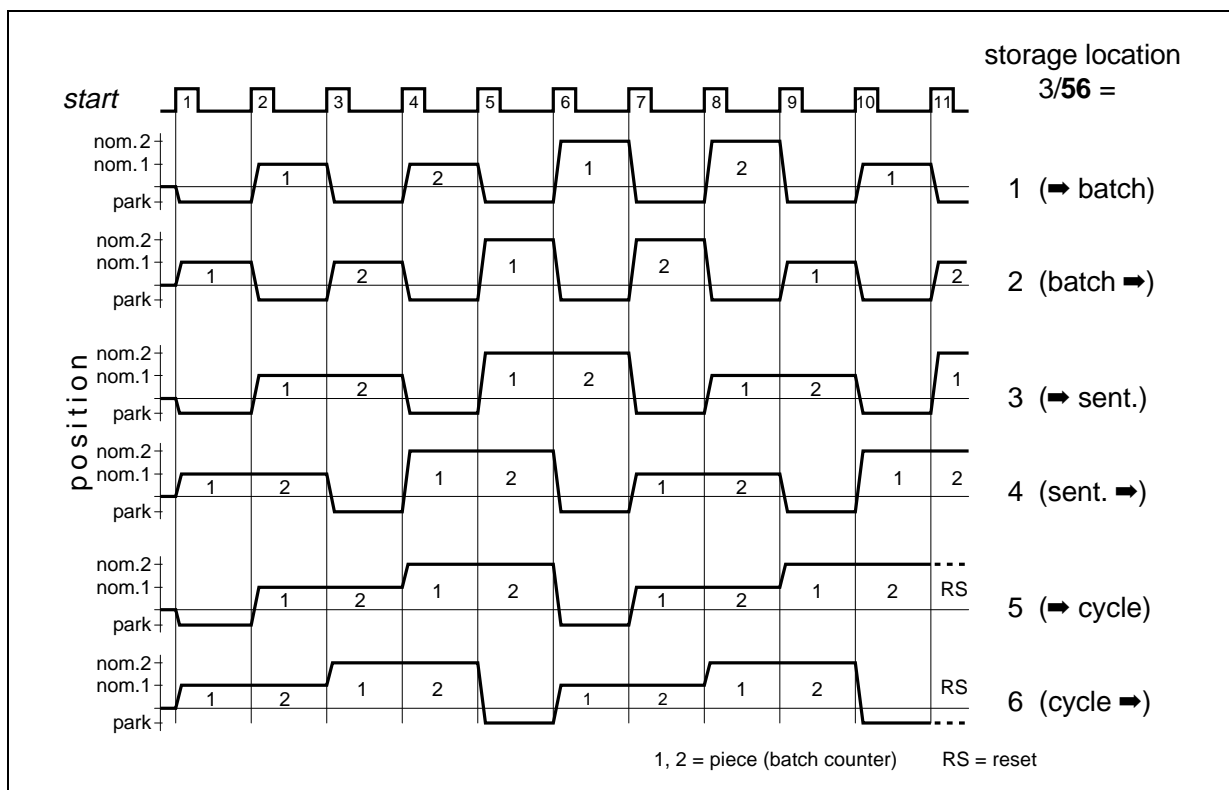 storage location
3/56 =
start 1 2 3 4 5 6 7 8 9 10 11
position
nom.2
nom.1
park
1 2 1 2 1
1 (➡ batch)
nom.2
nom.1
park
1 2 1 2 1 2
2 (batch ➡)
nom.2
nom.1
park
1 2 1 2 1 2 1
3 (➡ sent.)
nom.2
nom.1
park
1 2 1 2 1 2 1 2
4 (sent. ➡)
nom.2
nom.1
park
1 2 1 2 1 2 1 2 RS
5 (➡ cycle)
nom.2
nom.1
park
1 2 1 2 1 2 1 2 RS
6 (cycle ➡)
1, 2 = piece (batch counter) RS = reset